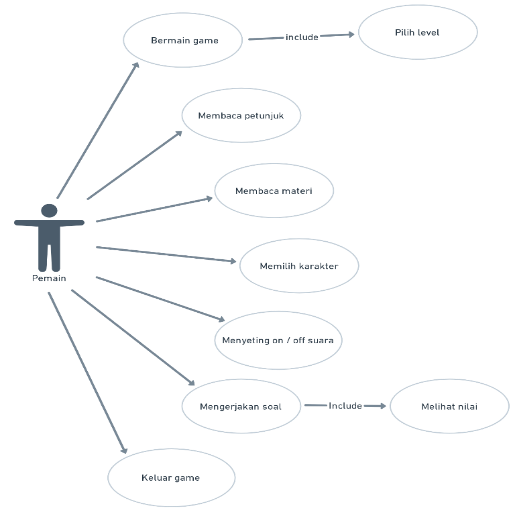 Bermain game
include
Pilih level
Membaca petunjuk
Membaca materi
Pemain
Memilih karakter
Menyeting on / off suara
Mengerjakan soal
Include
Melihat nilai
Keluar game